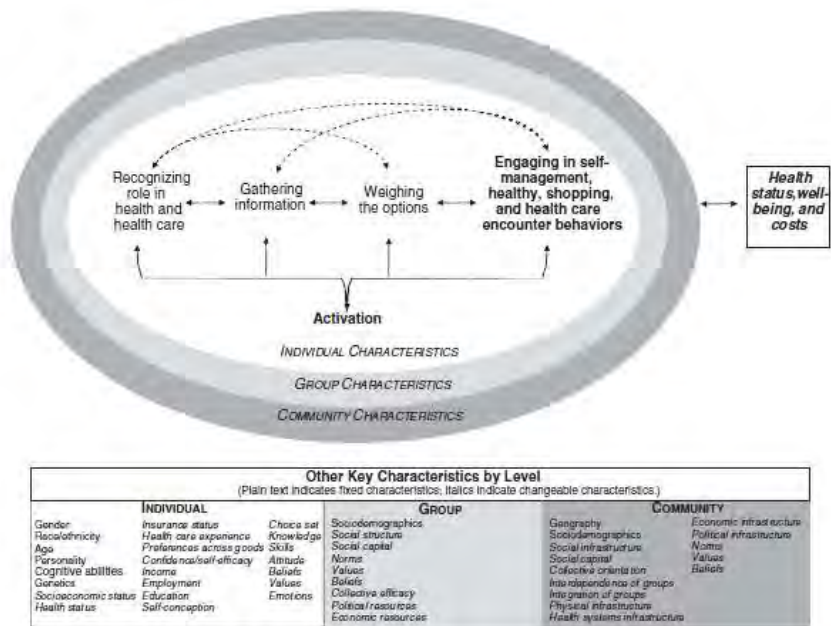 Recognizing
role in
health and
health care
Gathering
information
Weighing
the options
Engaging in self-
management,
healthy, shopping,
and health care
encounter behaviors
Health
status, well-
being, and
costs
Activation
INDIVIDUAL CHARACTERISTICS
GROUP CHARACTERISTICS
COMMUNITY CHARACTERISTICS
Other Key Characteristics by Level
(Plain text indicates fixed characteristics; italics indicate changeable characteristics.)
INDIVIDUAL
Gender
Race/ethnicity
Age
Personality
Cognitive abilities
Genetics
Socioeconomic status
Health status
Insurance status
Health care experience
Preferences across goods
Confidence/self-efficacy
Income
Employment
Education
Self-conception
Choice set
Knowledge
Skills
Attitude
Beliefs
Values
Emotions
GROUP
Sociodemographics
Social structure
Social capital
Norms
Values
Beliefs
Collective efficacy
Political resources
Economic resources
COMMUNITY
Geography
Sociodemographics
Social infrastructure
Social capital
Collective orientation
Interdependence of groups
Integration of groups
Physical infrastructure
Health systems infrastructure
Economic infrastructure
Political infrastructure
Norms
Values
Beliefs